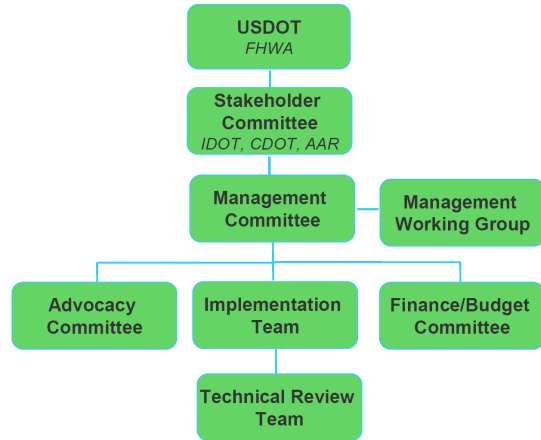 USDOT
FHWA
Stakeholder
Committee
IDOT, CDOT, AAR
Management
Committee
Management
Working Group
Advocacy
Committee
Implementation
Team
Finance/Budget
Committee
Technical Review
Team